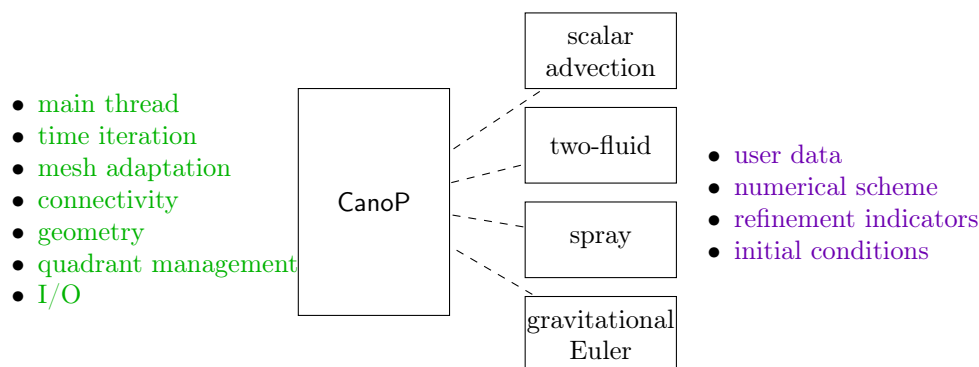 • main thread
• time iteration
• mesh adaptation
• connectivity
• geometry
• quadrant management
• I/O
CanoP
scalar
advection
two-fluid
spray
gravitational
Euler
• user data
• numerical scheme
• refinement indicators
• initial conditions